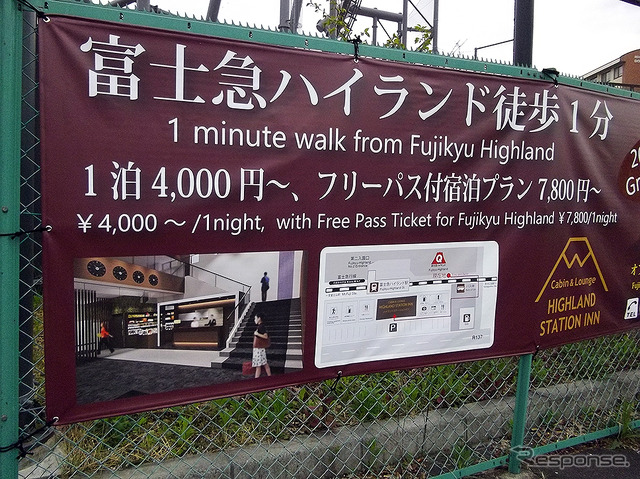 富士急ハイランド徒歩1分
1 minute walk from Fujikyu Highland
1泊 4,000円～、フリーパス付宿泊プラン 7,800円～
¥4,000 ～ /1night, with Free Pass Ticket for Fujikyu Highland ¥7,800/1night
Cabin & Lounge
HIGHLAND
STATION INN
TEL
P
R137
Response.